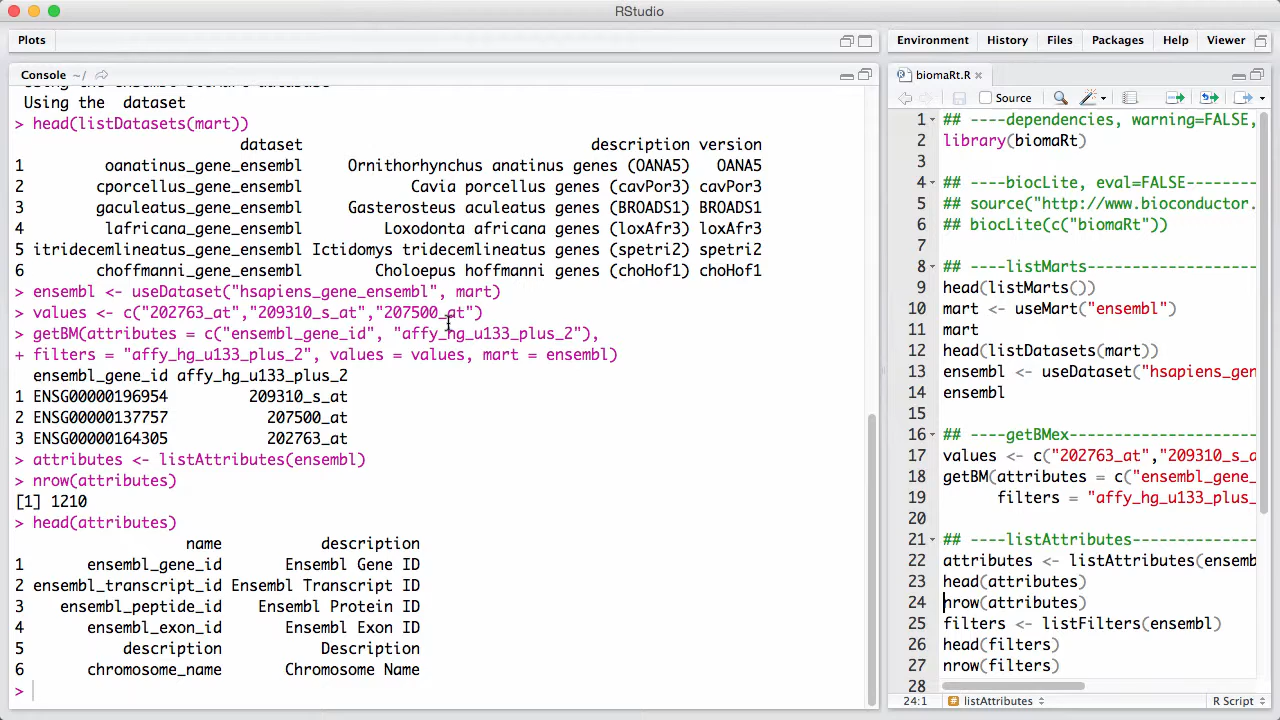 RStudio
Plots
Console ~/
Using the dataset
> head(listDatasets(mart))
dataset description version
1 oanatinus_gene_ensembl Ornithorhynchus anatinus genes (OANA5) OANA5
2 cporcellus_gene_ensembl Cavia porcellus genes (cavPor3) cavPor3
3 gaculeatus_gene_ensembl Gasterosteus aculeatus genes (BROADS1) BROADS1
4 lafricana_gene_ensembl Loxodonta africana genes (loxAfr3) loxAfr3
5 itridecemlineatus_gene_ensembl Ictidomys tridecemlineatus genes (spetri2) spetri2
6 choffmanni_gene_ensembl Choloepus hoffmanni genes (choHof1) choHof1
> ensembl <- useDataset("hsapiens_gene_ensembl", mart)
> values <- c("202763_at","209310_s_at","207500_at")
> getBM(attributes = c("ensembl_gene_id", "affy_hg_u133_plus_2"),
+ filters = "affy_hg_u133_plus_2", values = values, mart = ensembl)
ensembl_gene_id affy_hg_u133_plus_2
1 ENSG00000196954 209310_s_at
2 ENSG00000137757 207500_at
3 ENSG00000164305 202763_at
> attributes <- listAttributes(ensembl)
> nrow(attributes)
[1] 1210
> head(attributes)
name description
1 ensembl_gene_id Ensembl Gene ID
2 ensembl_transcript_id Ensembl Transcript ID
3 ensembl_peptide_id Ensembl Protein ID
4 ensembl_exon_id Ensembl Exon ID
5 description Description
6 chromosome_name Chromosome Name
>
Environment History Files Packages Help Viewer
biomaRt.R
Source
1 ## ----dependencies, warning=FALSE,
2 library(biomaRt)
3
4 ## ----biocLite, eval=FALSE-------
5 ## source("http://www.bioconductor.
6 ## biocLite(c("biomaRt"))
7
8 ## ----listMarts------------------
9 head(listMarts())
10 mart <- useMart("ensembl")
11 mart
12 head(listDatasets(mart))
13 ensembl <- useDataset("hsapiens_gen
14 ensembl
15
16 ## ----getBMex--------------------
17 values <- c("202763_at","209310_s_a
18 getBM(attributes = c("ensembl_gene_
19 filters = "affy_hg_u133_plus_
20
21 ## ----listAttributes-------------
22 attributes <- listAttributes(ensemb
23 head(attributes)
24 nrow(attributes)
25 filters <- listFilters(ensembl)
26 head(filters)
27 nrow(filters)
28
24:1 # listAttributes R Script